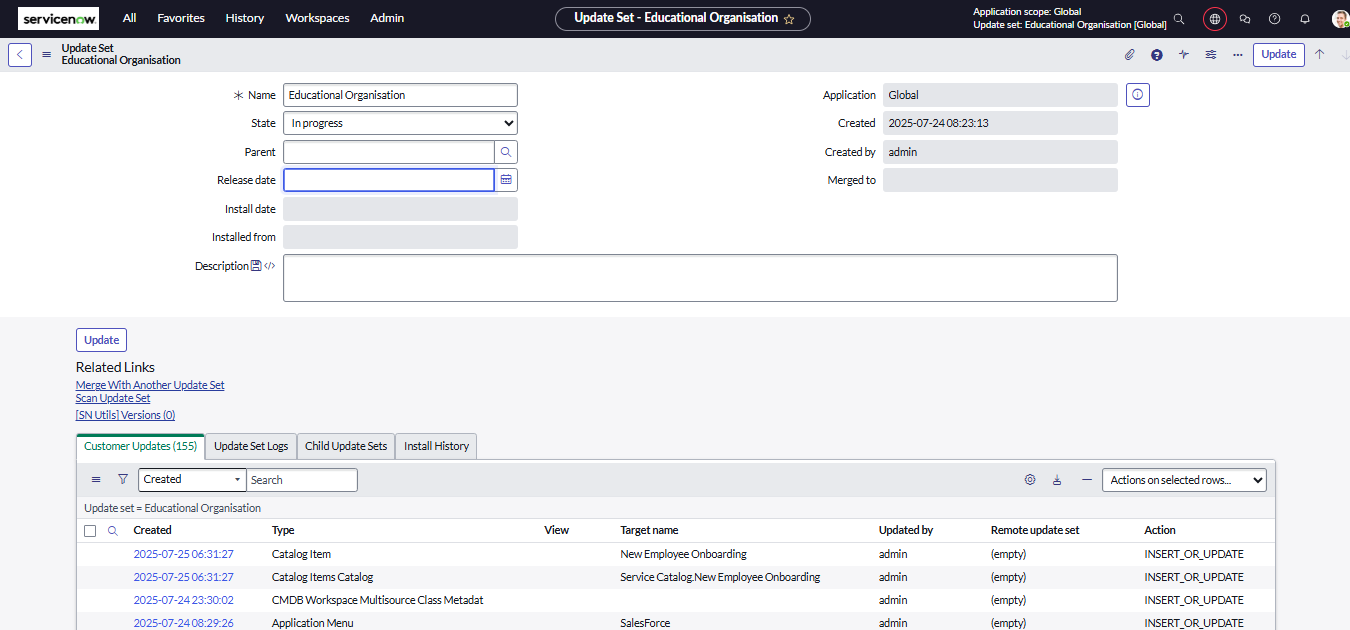 servicenow
All Favorites History Workspaces Admin
Update Set - Educational Organisation
Application scope: Global
Update set: Educational Organisation [Global]
Update Set
Educational Organisation
Update
Name Educational Organisation
Application Global
State In progress
Created 2025-07-24 08:23:13
Parent
Created by admin
Release date
Merged to
Install date
Installed from
Description </>
Update
Related Links
Merge With Another Update Set
Scan Update Set
[SN Utils] Versions (0)
Customer Updates (155) Update Set Logs Child Update Sets Install History
Created Search Actions on selected rows...
Update set = Educational Organisation
Created Type View Target name Updated by Remote update set Action
2025-07-25 06:31:27 Catalog Item New Employee Onboarding admin (empty) INSERT_OR_UPDATE
2025-07-25 06:31:27 Catalog Items Catalog Service Catalog.New Employee Onboarding admin (empty) INSERT_OR_UPDATE
2025-07-24 23:30:02 CMDB Workspace Multisource Class Metadat admin (empty) INSERT_OR_UPDATE
2025-07-24 08:29:26 Application Menu SalesForce admin (empty) INSERT_OR_UPDATE